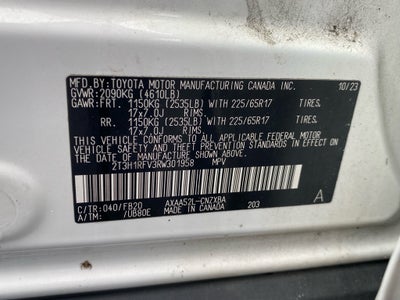 MFD.BY:TOYOTA MOTOR MANUFACTURING CANADA INC. 10/23
GVWR:2090KG (4610LB)
GAWR:FRT. 1150KG (2535LB) WITH 225/65R17 TIRES.
17x7.0J RIMS.
RR. 1150KG (2535LB) WITH 225/65R17 TIRES.
17x7.0J RIMS.
THIS VEHICLE CONFORMS TO ALL APPLICABLE FEDERAL
MOTOR VEHICLE SAFETY AND BUMPER STANDARDS IN EFFECT ON
THE DATE OF MANUFACTURE SHOWN ABOVE.
2T3H1RFV3RW301958 MPV
C/TR:040/FB20 AXAA52L-CNZXBA A
A/TM: /UB80E MADE IN CANADA 203